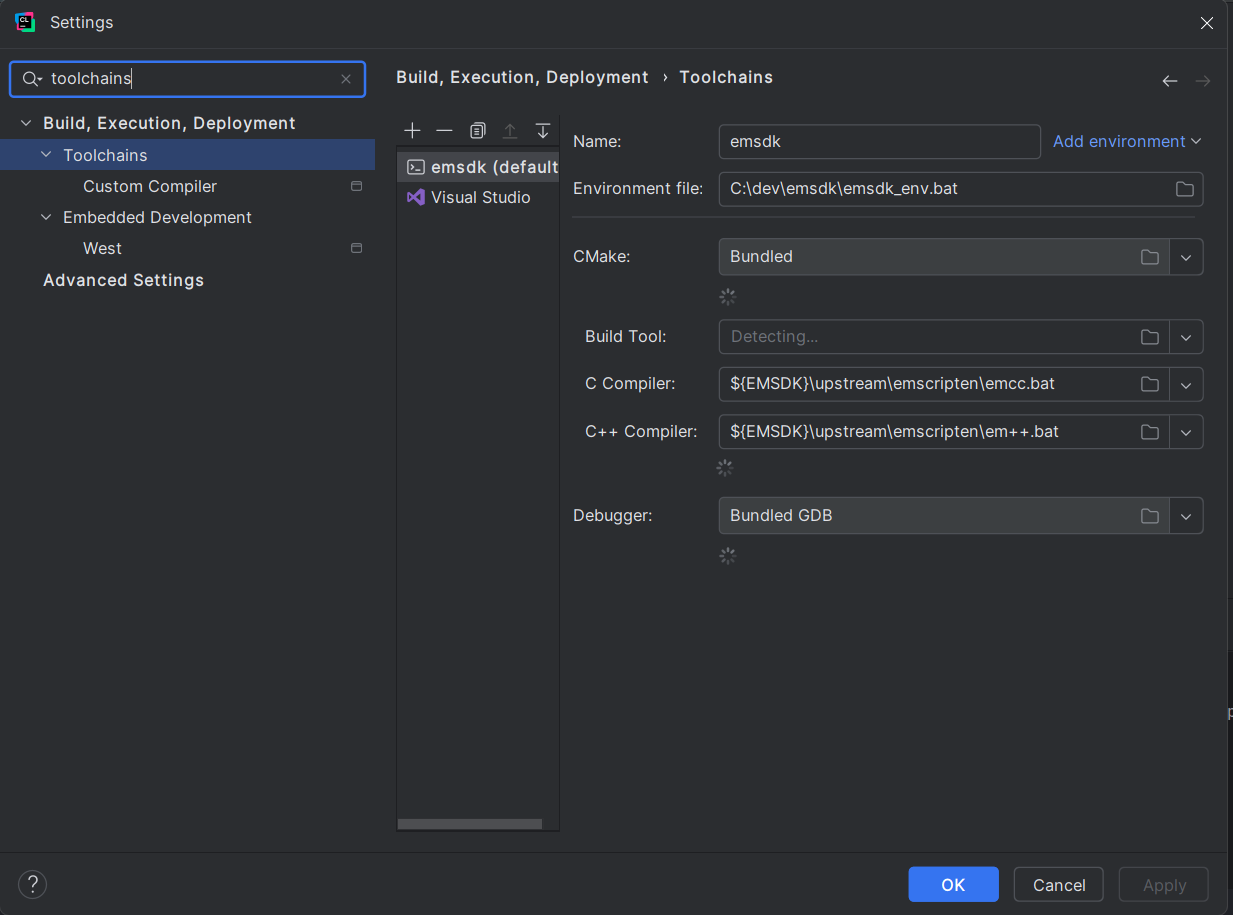 Settings
toolchains
Build, Execution, Deployment
Toolchains
Custom Compiler
Embedded Development
West
Advanced Settings
Build, Execution, Deployment › Toolchains
emsdk (default
Visual Studio
Name: emsdk Add environment
Environment file: C:\dev\emsdk\emsdk_env.bat
CMake: Bundled
Build Tool: Detecting...
C Compiler: ${EMSDK}\upstream\emscripten\emcc.bat
C++ Compiler: ${EMSDK}\upstream\emscripten\em++.bat
Debugger: Bundled GDB
? OK Cancel Apply